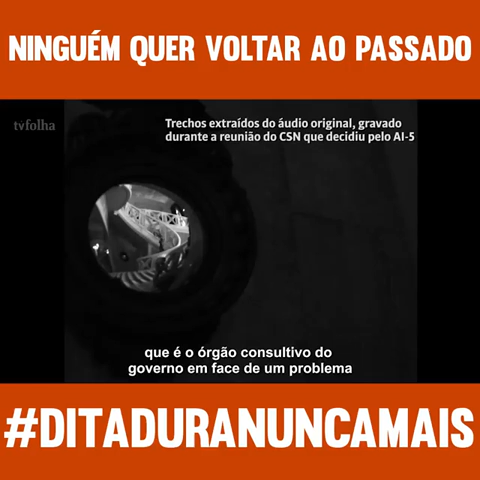 NINGUÉM QUER VOLTAR AO PASSADO
tvfolha
Trechos extraídos do áudio original, gravado
durante a reunião do CSN que decidiu pelo AI-5
que é o órgão consultivo do
governo em face de um problema
#DITADURANUNCAMAIS